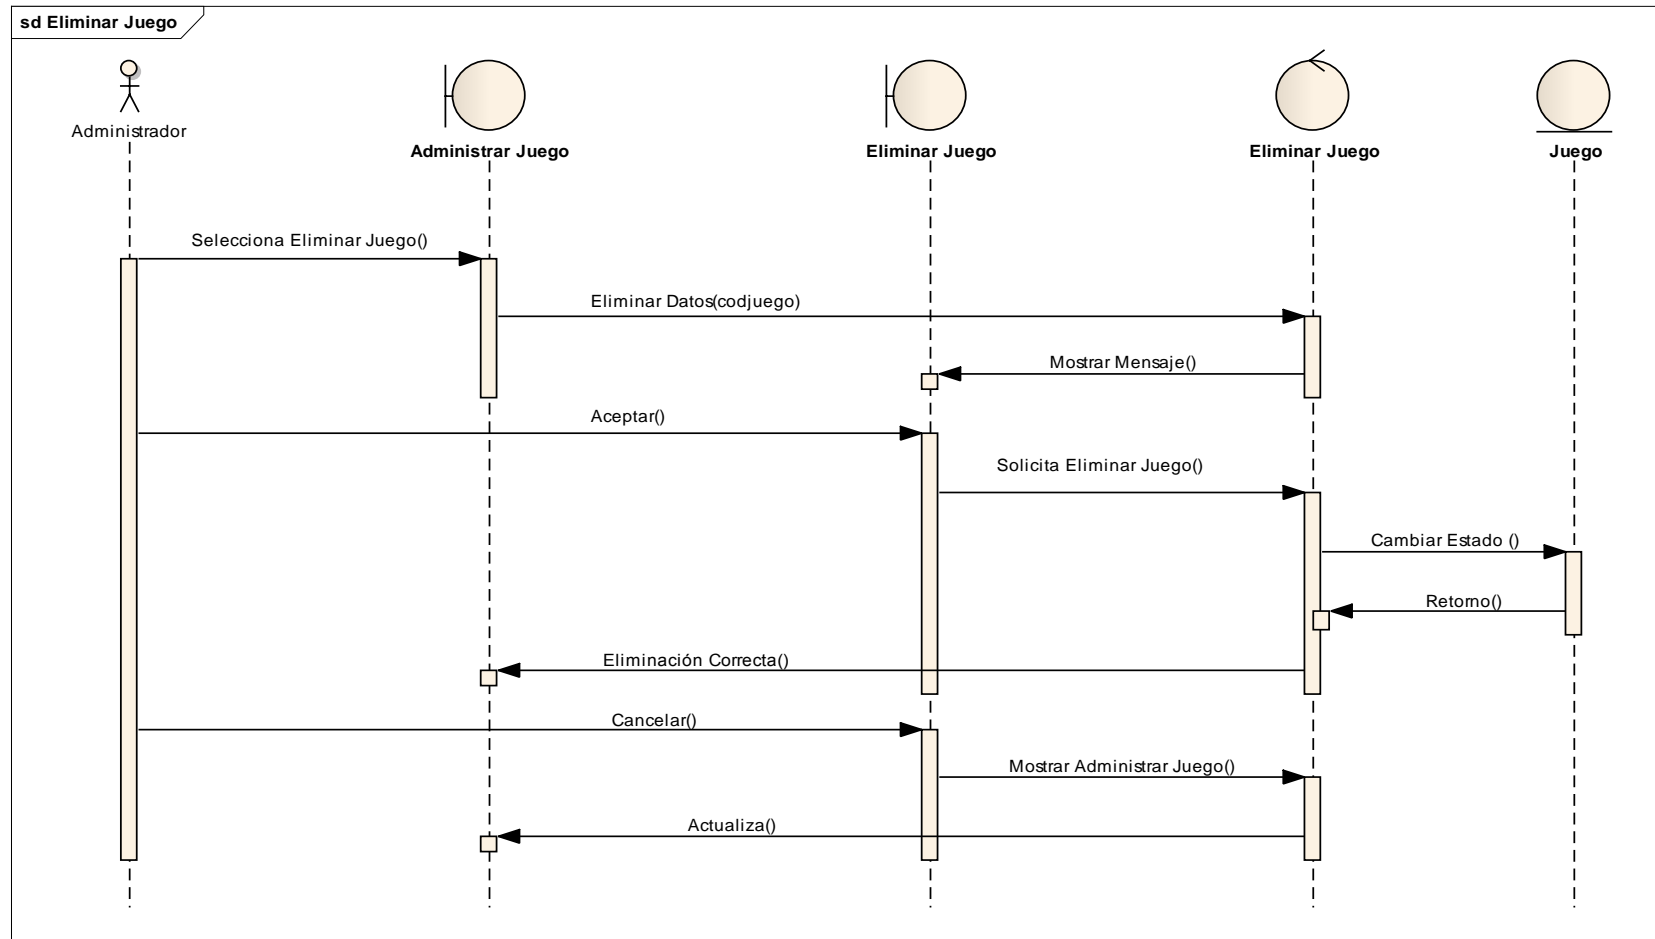 sd Eliminar Juego
Administrador
Administrar Juego
Eliminar Juego
Eliminar Juego
Juego
Selecciona Eliminar Juego()
Eliminar Datos(codjuego)
Mostrar Mensaje()
Aceptar()
Solicita Eliminar Juego()
Cambiar Estado ()
Retorno()
Eliminación Correcta()
Cancelar()
Mostrar Administrar Juego()
Actualiza()